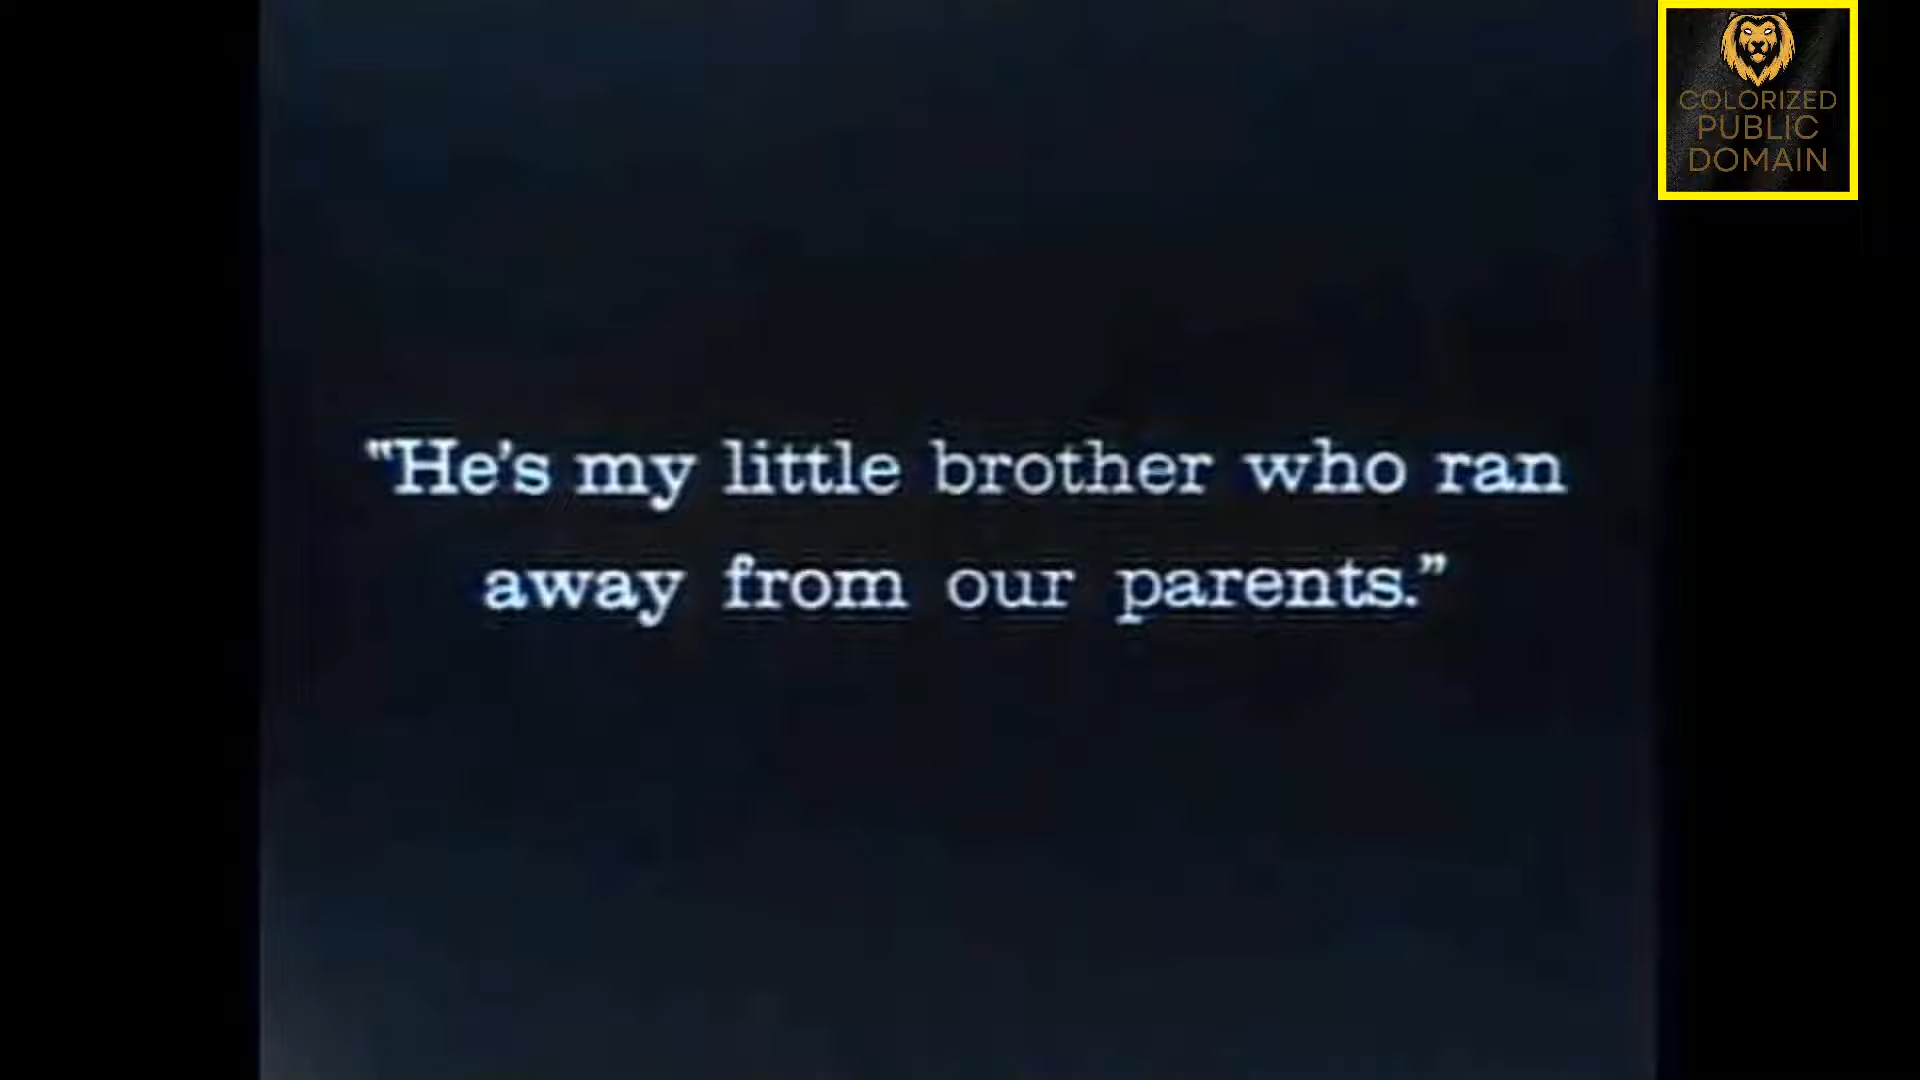 COLORIZED
PUBLIC
DOMAIN
"He's my little brother who ran
away from our parents."